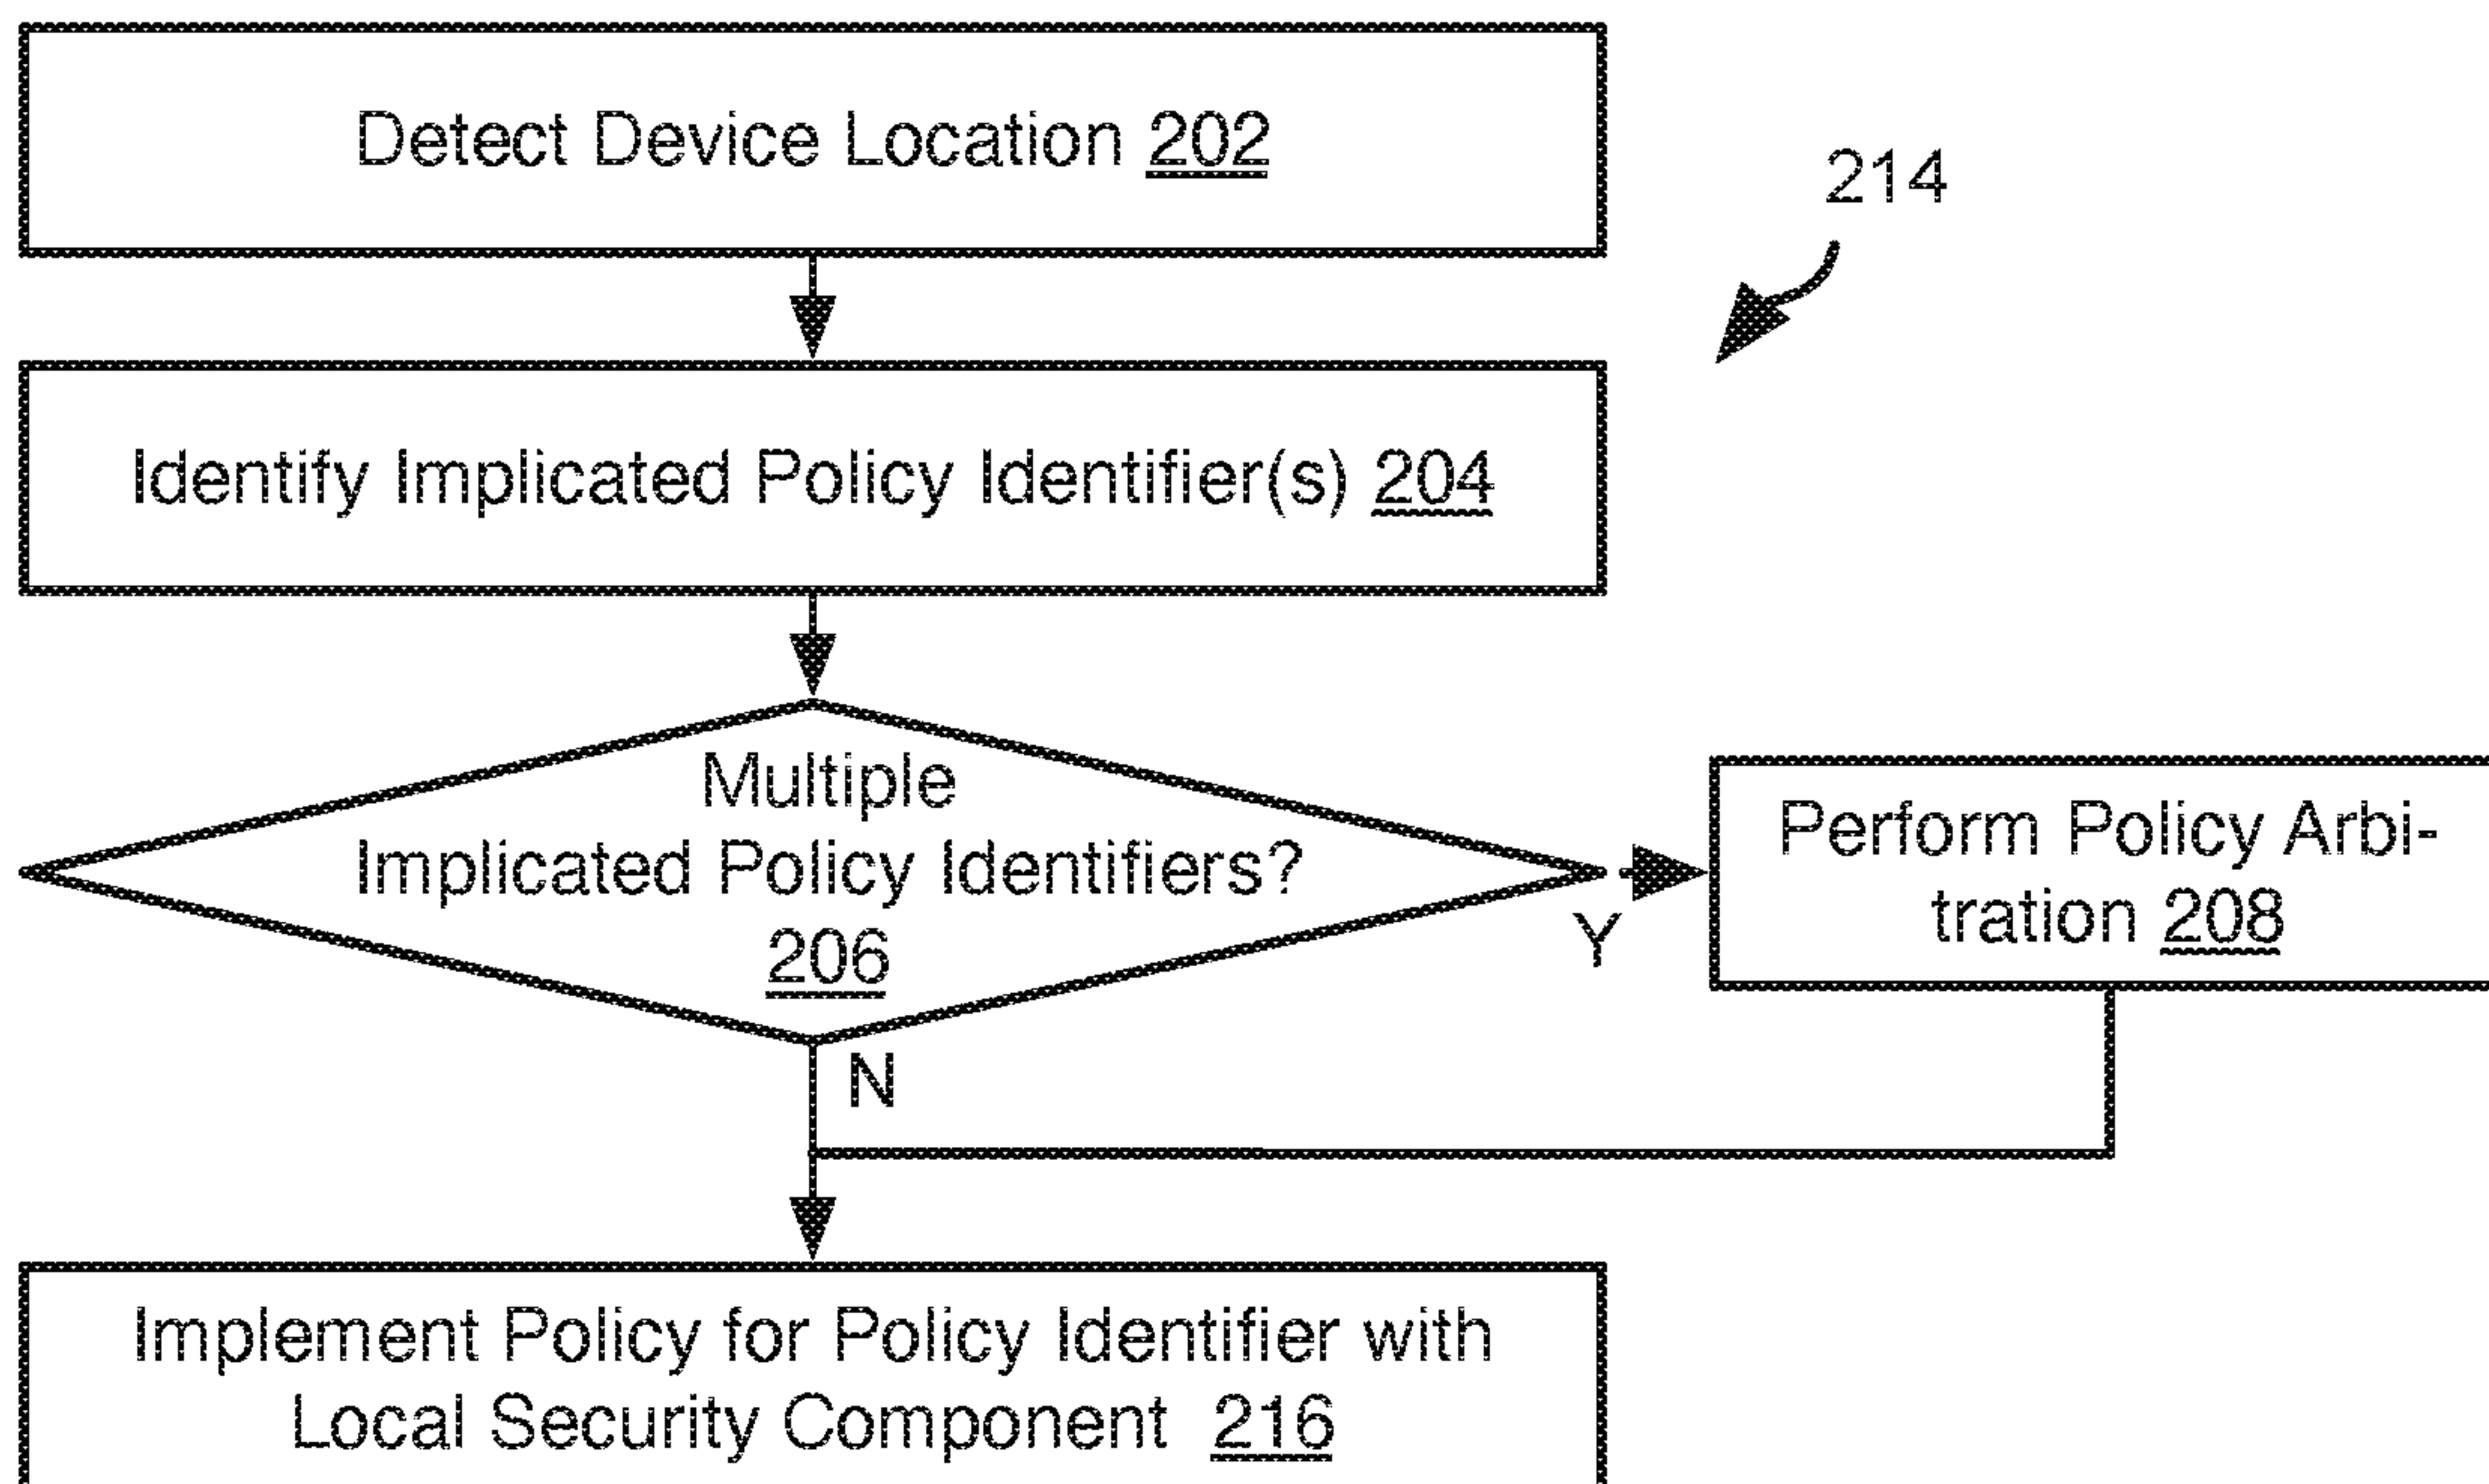 Detect Device Location 202
214
Identify Implicated Policy Identifier(s) 204
Multiple
Implicated Policy Identifiers?
206
Y
Perform Policy Arbi-
tration 208
N
Implement Policy for Policy Identifier with
Local Security Component 216